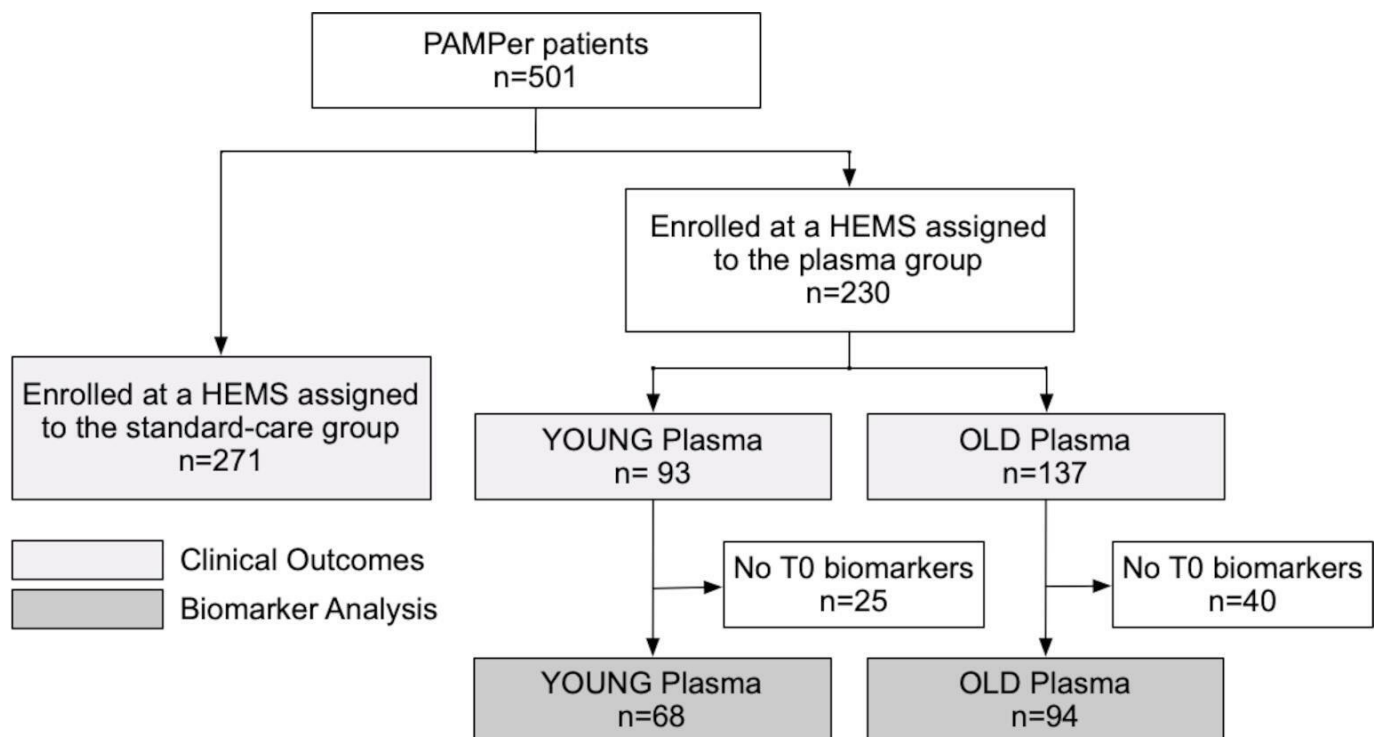 PAMPer patients
n=501
Enrolled at a HEMS assigned
to the plasma group
n=230
Enrolled at a HEMS assigned
to the standard-care group
n=271
YOUNG Plasma
n= 93
OLD Plasma
n=137
Clinical Outcomes
Biomarker Analysis
No T0 biomarkers
n=25
No T0 biomarkers
n=40
YOUNG Plasma
n=68
OLD Plasma
n=94